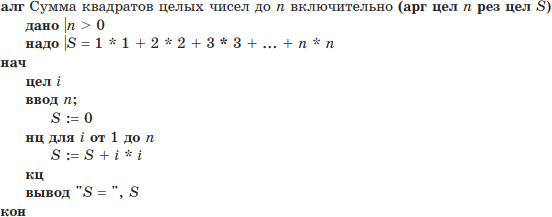 алг Сумма квадратов целых чисел до n включительно (арг цел n рез цел S)
дано |n > 0
надо |S = 1 * 1 + 2 * 2 + 3 * 3 + ... + n * n
нач
цел i
ввод n;
S := 0
нц для i от 1 до n
S := S + i * i
кц
вывод "S = ", S
кон